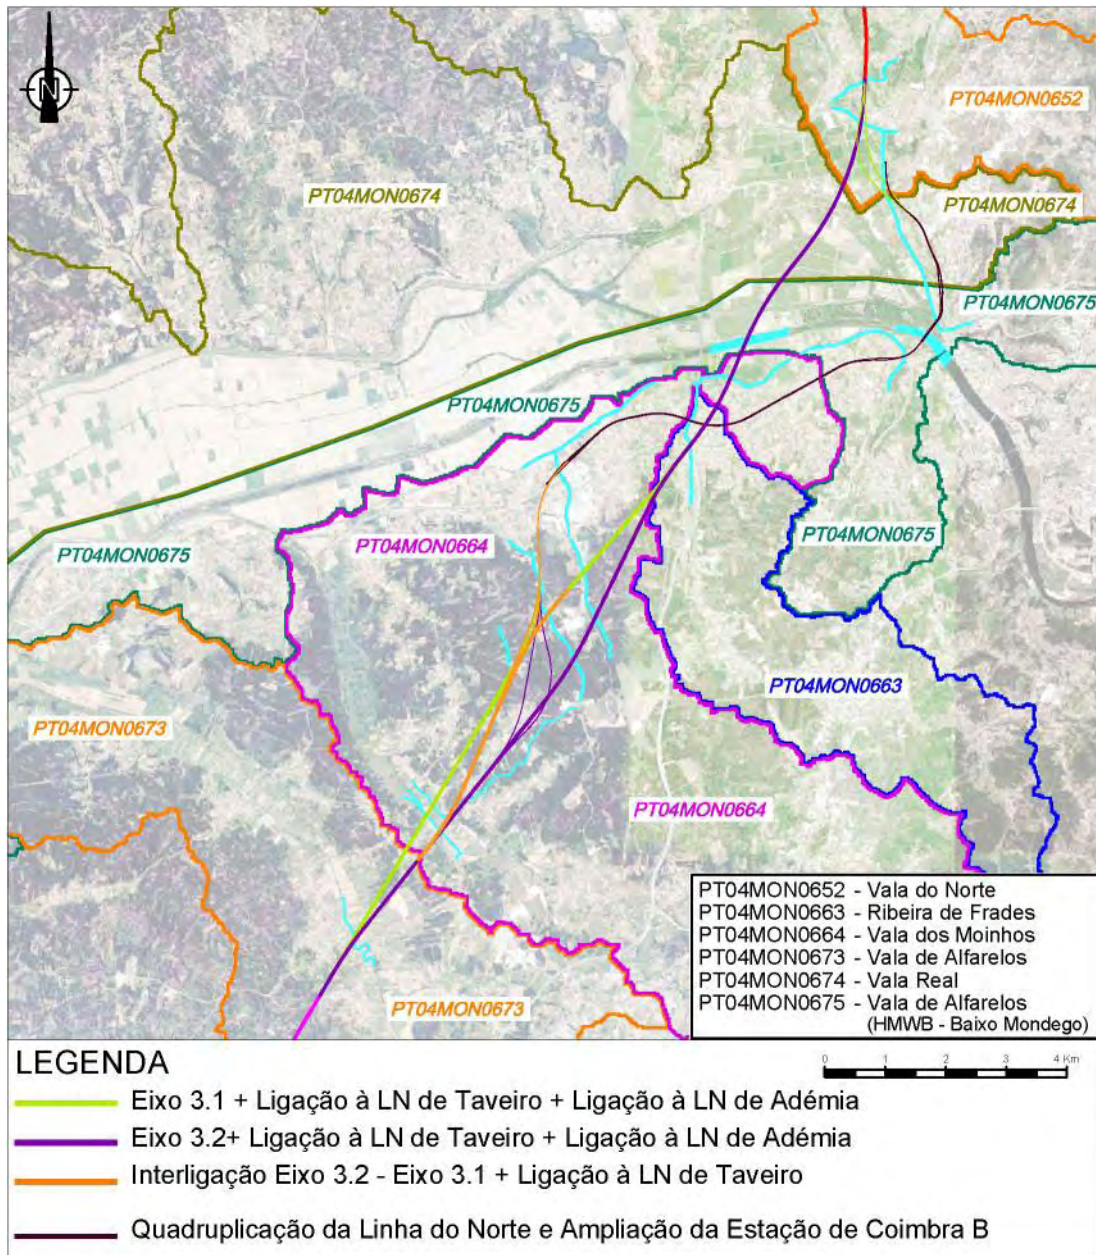 N
PT04MON0652
PT04MON0674
PT04MON0674
PT04MON0675
PT04MON0675
PT04MON0675
PT04MON0664
PT04MON0675
PT04MON0663
PT04MON0673
PT04MON0664
PT04MON0673
PT04MON0652 - Vala do Norte
PT04MON0663 - Ribeira de Frades
PT04MON0664 - Vala dos Moinhos
PT04MON0673 - Vala de Alfarelos
PT04MON0674 - Vala Real
PT04MON0675 - Vala de Alfarelos
(HMWB - Baixo Mondego)
LEGENDA
0 1 2 3 4 Km
Eixo 3.1 + Ligação à LN de Taveiro + Ligação à LN de Adémia
Eixo 3.2+ Ligação à LN de Taveiro + Ligação à LN de Adémia
Interligação Eixo 3.2 - Eixo 3.1 + Ligação à LN de Taveiro
Quadruplicação da Linha do Norte e Ampliação da Estação de Coimbra B